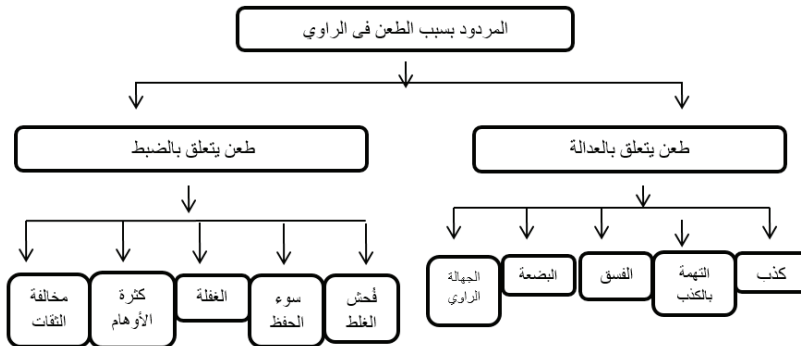 المردود بسبب الطعن فى الراوي
طعن يتعلق بالعدالة
طعن يتعلق بالضبط
كذب
التهمة
بالكذب
الفسق
البضعة
الجهالة
الراوي
فُحش
الغلط
سوء
الحفظ
الغفلة
كثرة
الأوهام
مخالفة
الثقات